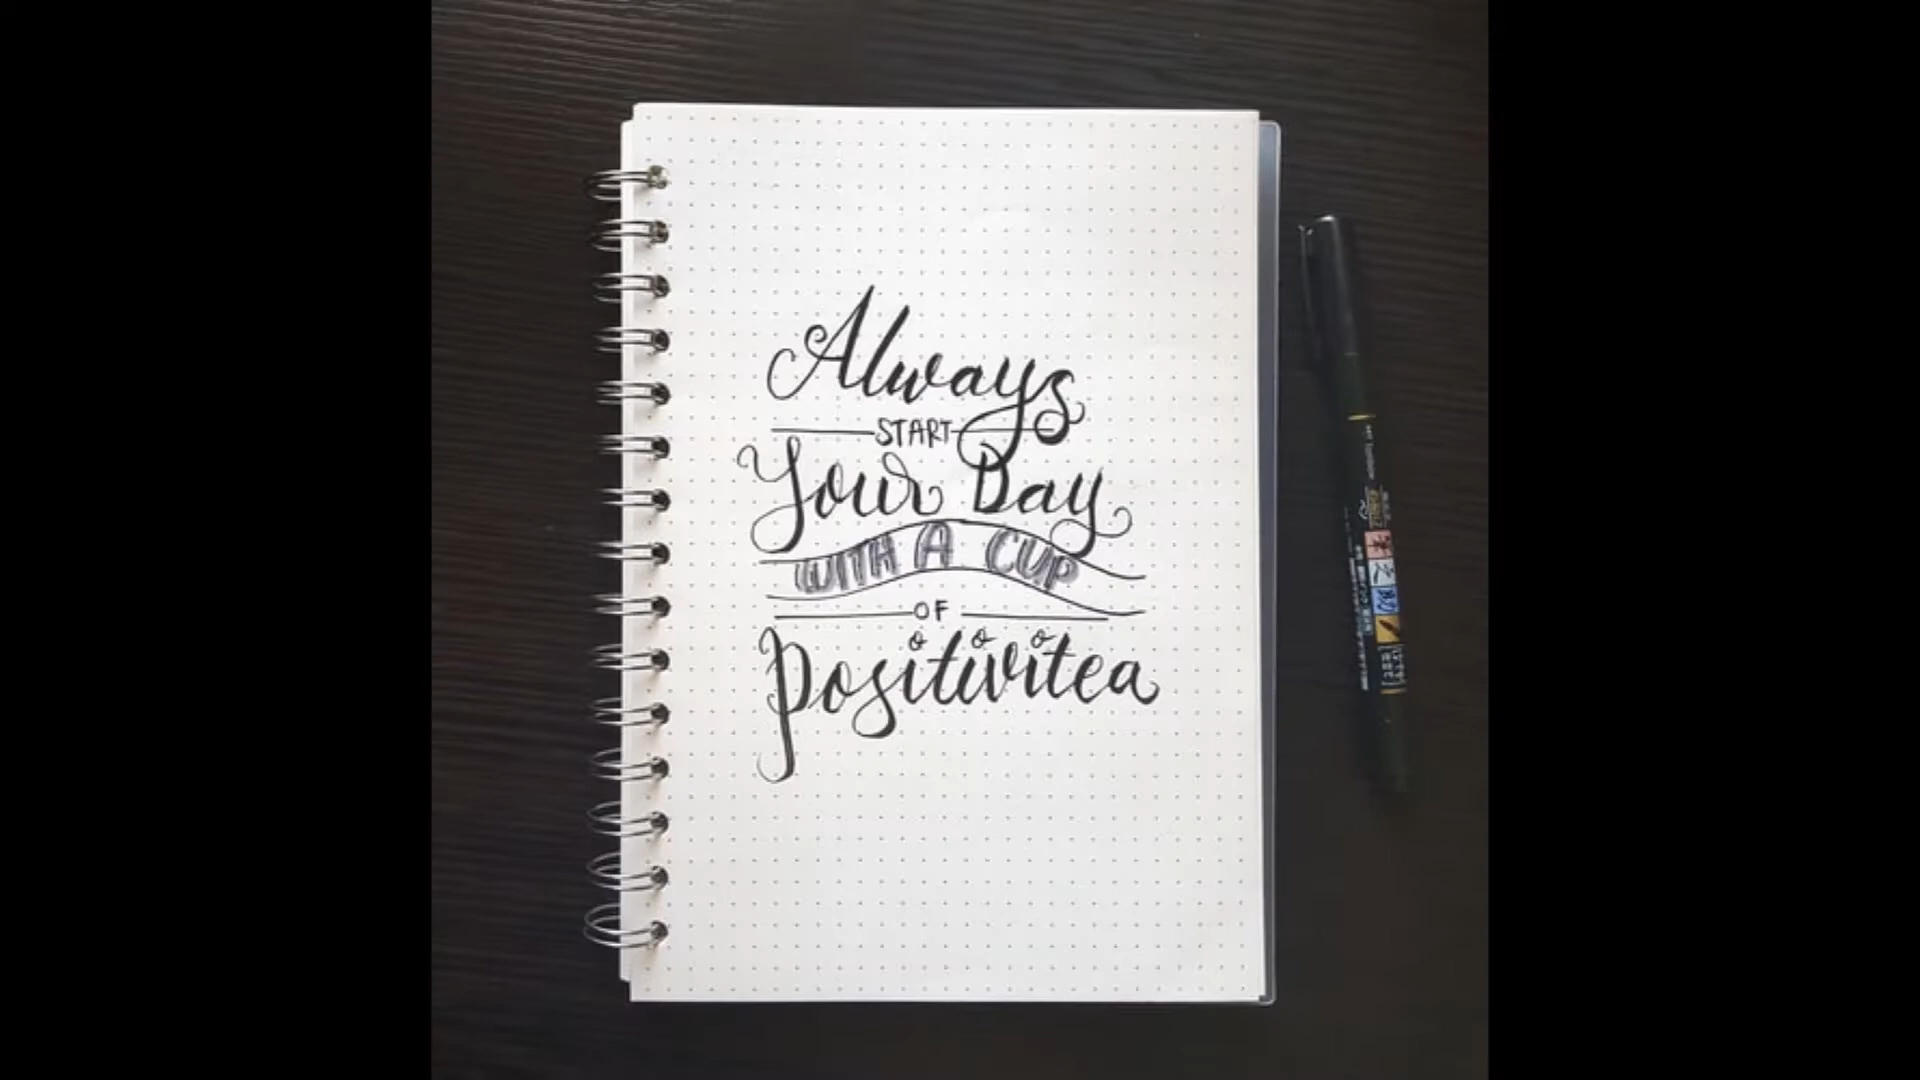 Always
START
Your Day
WITH A CUP
OF
positivitea